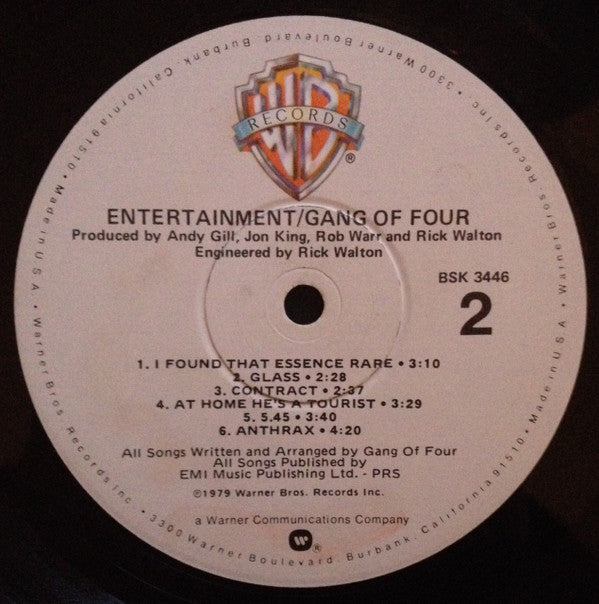 WB
RECORDS
®
ENTERTAINMENT/GANG OF FOUR
Produced by Andy Gill, Jon King, Rob Warr and Rick Walton
Engineered by Rick Walton
BSK 3446
2
1. I FOUND THAT ESSENCE RARE • 3:10
2. GLASS • 2:28
3. CONTRACT • 2:37
4. AT HOME HE'S A TOURIST • 3:29
5. 5.45 • 3:40
6. ANTHRAX • 4:20
All Songs Written and Arranged by Gang Of Four
All Songs Published by
EMI Music Publishing Ltd. - PRS
℗1979 Warner Bros. Records Inc.
a Warner Communications Company
W®
Warner Bros. Records Inc. • 3300 Warner Boulevard. Burbank. California 91510 • Made in U S A •
Warner Bros. Records Inc. • 3300 Warner Boulevard. Burbank. California 91510 • Made in U S A •